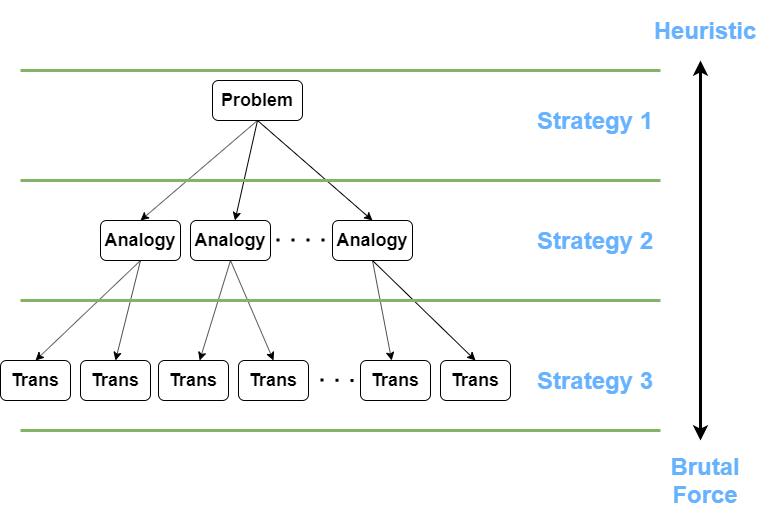 Heuristic
Problem
Strategy 1
Analogy Analogy . . . . Analogy
Strategy 2
Trans Trans Trans Trans . . . Trans Trans
Strategy 3
Brutal
Force